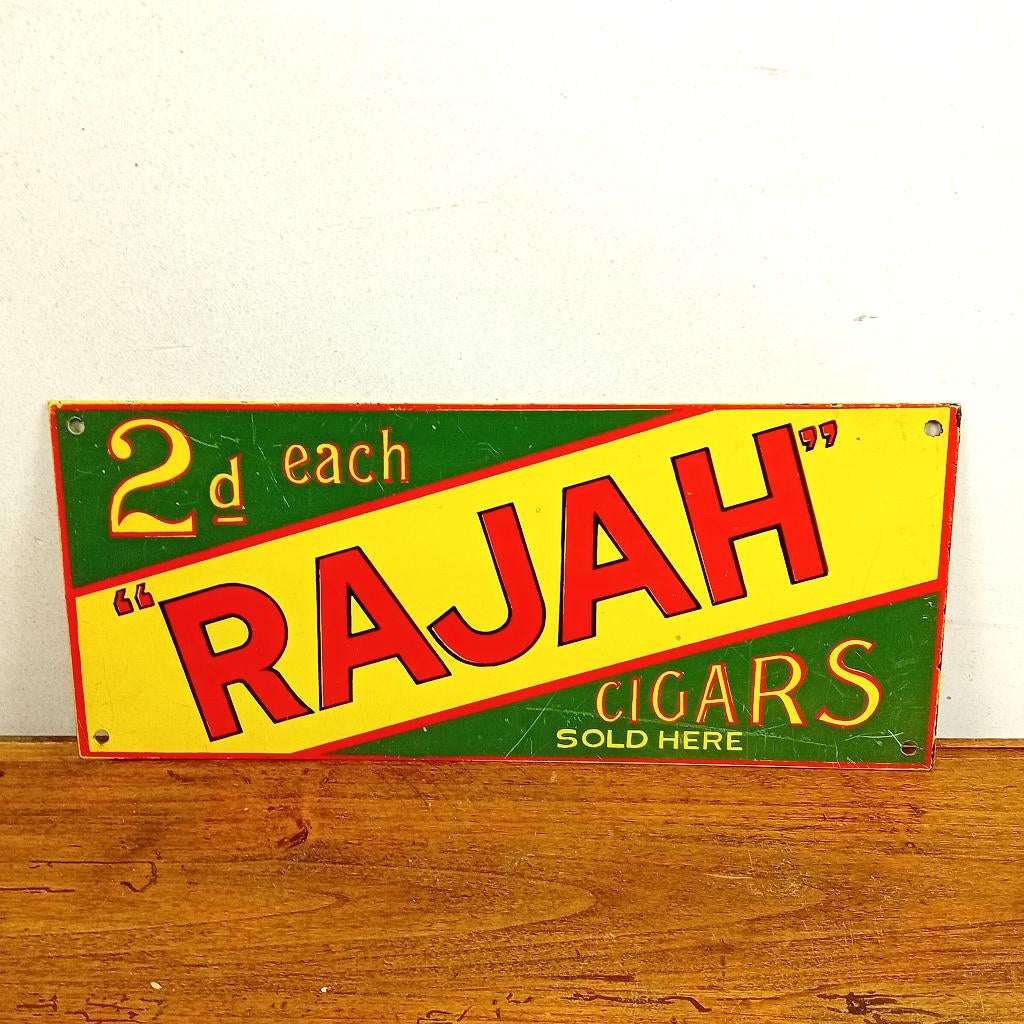 2d each
“RAJAH”
CIGARS
SOLD HERE